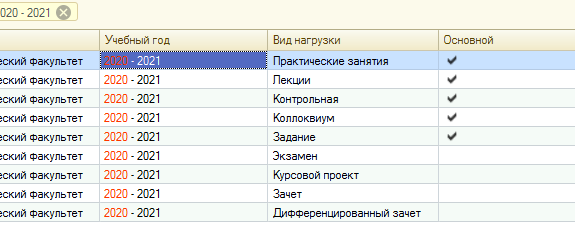 020 - 2021
Учебный год Вид нагрузки Основной
еский факультет 2020 - 2021 Практические занятия
еский факультет 2020 - 2021 Лекции
еский факультет 2020 - 2021 Контрольная
еский факультет 2020 - 2021 Коллоквиум
еский факультет 2020 - 2021 Задание
еский факультет 2020 - 2021 Экзамен
еский факультет 2020 - 2021 Курсовой проект
еский факультет 2020 - 2021 Зачет
еский факультет 2020 - 2021 Дифференцированный зачет